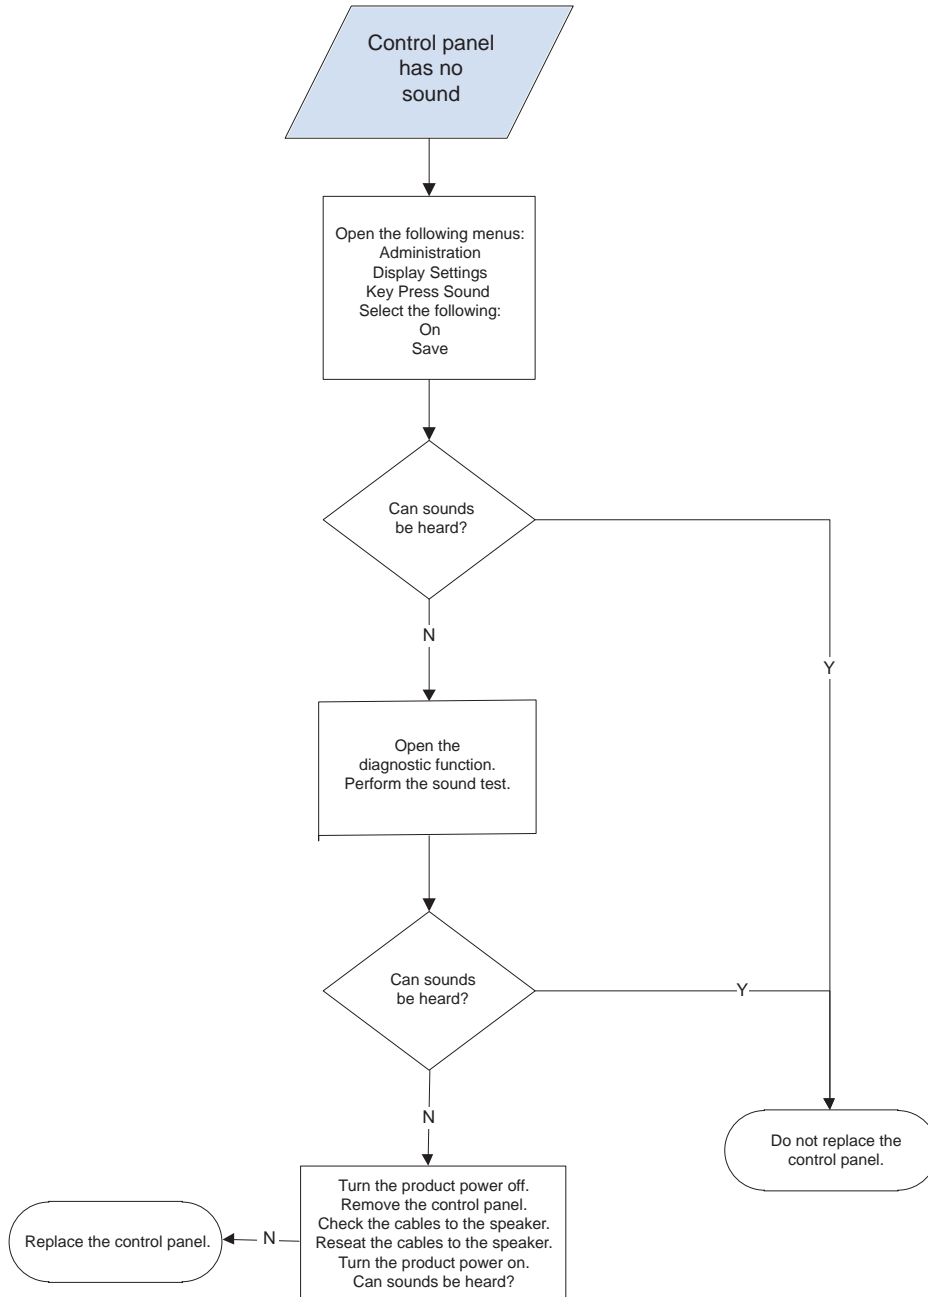 Control panel
has no
sound
Open the following menus:
Administration
Display Settings
Key Press Sound
Select the following:
On
Save
Can sounds
be heard?
N
Y
Open the
diagnostic function.
Perform the sound test.
Can sounds
be heard?
Y
N
Do not replace the
control panel.
Turn the product power off.
Remove the control panel.
Check the cables to the speaker.
Reseat the cables to the speaker.
Turn the product power on.
Can sounds be heard?
N
Replace the control panel.